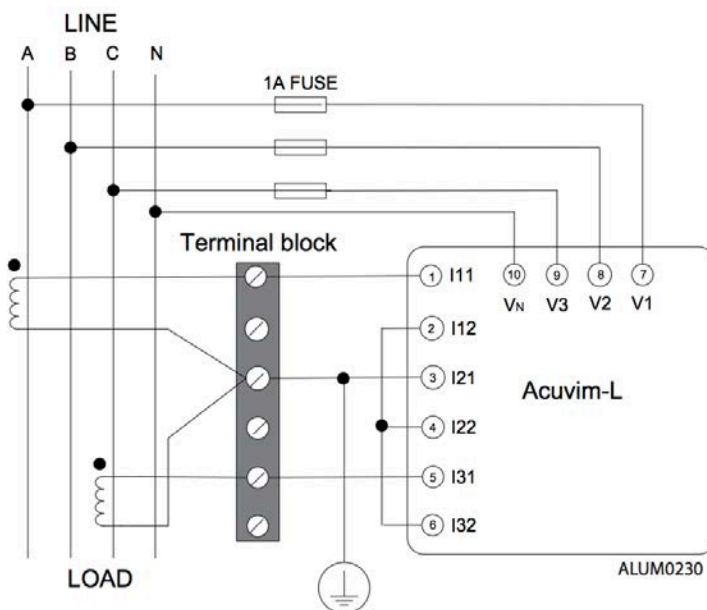 LINE
A B C N
1A FUSE
Terminal block
1 I11
10 9 8 7
VN V3 V2 V1
2 I12
3 I21
Acuvim-L
4 I22
5 I31
6 I32
LOAD
ALUM0230